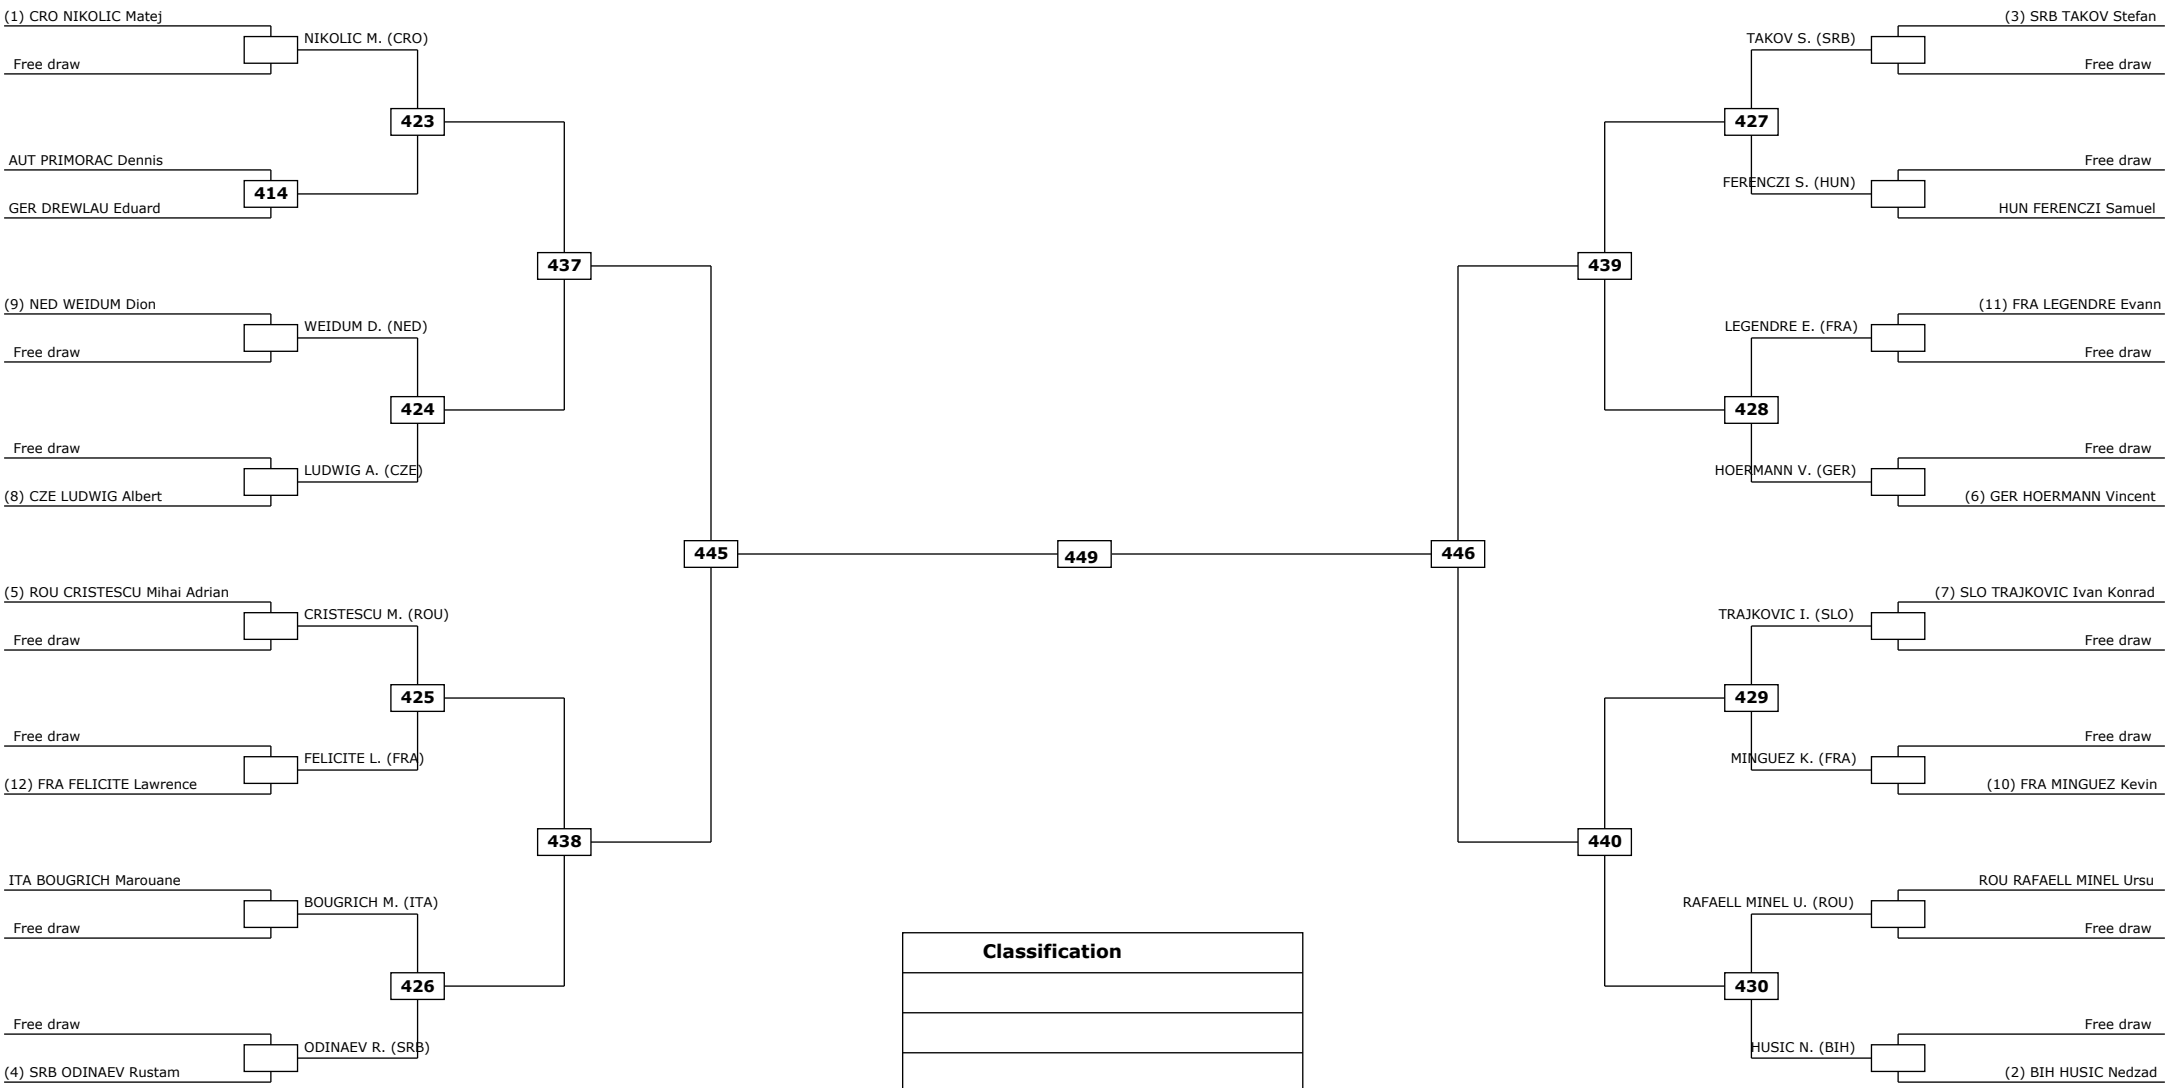 (1) CRO NIKOLIC Matej
NIKOLIC M. (CRO)
Free draw
423
AUT PRIMORAC Dennis
414
GER DREWLAU Eduard
437
(9) NED WEIDUM Dion
WEIDUM D. (NED)
Free draw
424
Free draw
LUDWIG A. (CZE)
(8) CZE LUDWIG Albert
445
(5) ROU CRISTESCU Mihai Adrian
CRISTESCU M. (ROU)
Free draw
425
Free draw
FELICITE L. (FRA)
(12) FRA FELICITE Lawrence
438
ITA BOUGRICH Marouane
BOUGRICH M. (ITA)
Free draw
426
Free draw
ODINAEV R. (SRB)
(4) SRB ODINAEV Rustam
449
Classification
(3) SRB TAKOV Stefan
TAKOV S. (SRB)
Free draw
427
Free draw
FERENCZI S. (HUN)
HUN FERENCZI Samuel
439
(11) FRA LEGENDRE Evann
LEGENDRE E. (FRA)
Free draw
428
Free draw
HOERMANN V. (GER)
(6) GER HOERMANN Vincent
446
(7) SLO TRAJKOVIC Ivan Konrad
TRAJKOVIC I. (SLO)
Free draw
429
Free draw
MINGUEZ K. (FRA)
(10) FRA MINGUEZ Kevin
440
ROU RAFAELL MINEL Ursu
RAFAELL MINEL U. (ROU)
Free draw
430
Free draw
HUSIC N. (BIH)
(2) BIH HUSIC Nedzad